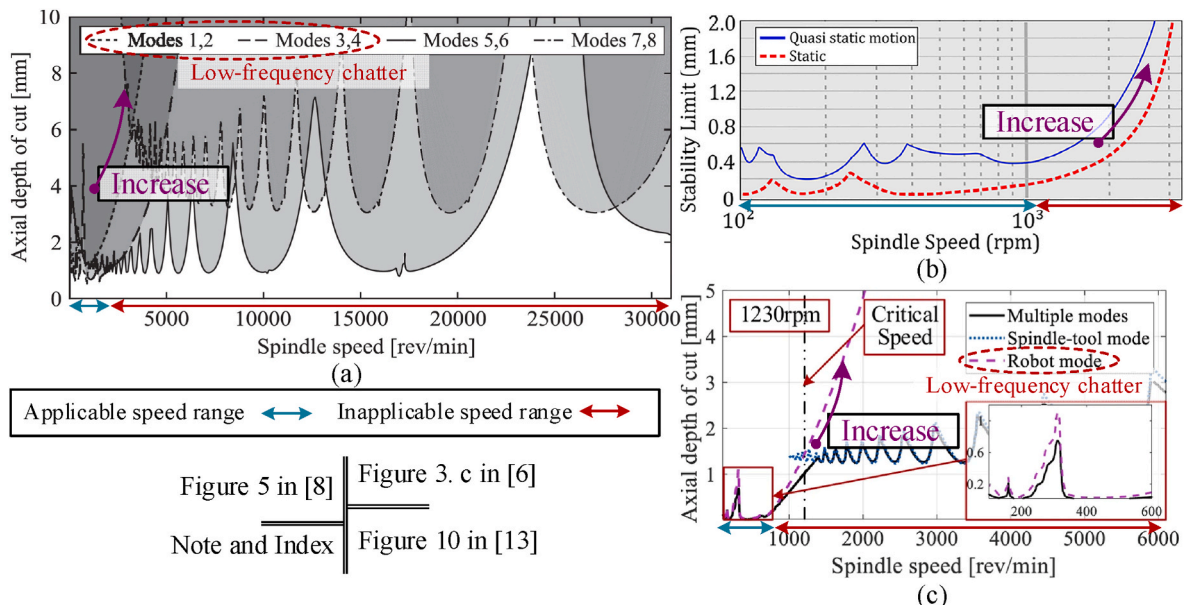 10
8
6
4
2
0
Axial depth of cut [mm]
Modes 1,2
Modes 3,4
Modes 5,6
Modes 7,8
Low-frequency chatter
Increase
5000 10000 15000 20000 25000 30000
Spindle speed [rev/min]
(a)
Applicable speed range
Inapplicable speed range
Figure 5 in [8]
Figure 3. c in [6]
Note and Index
Figure 10 in [13]
2.0
1.6
1.2
0.8
0.4
0
Stability Limit (mm)
Quasi static motion
Static
Increase
10² 10³
Spindle Speed (rpm)
(b)
5
4
3
2
1
Axial depth of cut [mm]
1230rpm
Critical
Speed
Multiple modes
Spindle-tool mode
Robot mode
Low-frequency chatter
Increase
0.6
0.2
200 400 600
1000 2000 3000 4000 5000 6000
Spindle speed [rev/min]
(c)